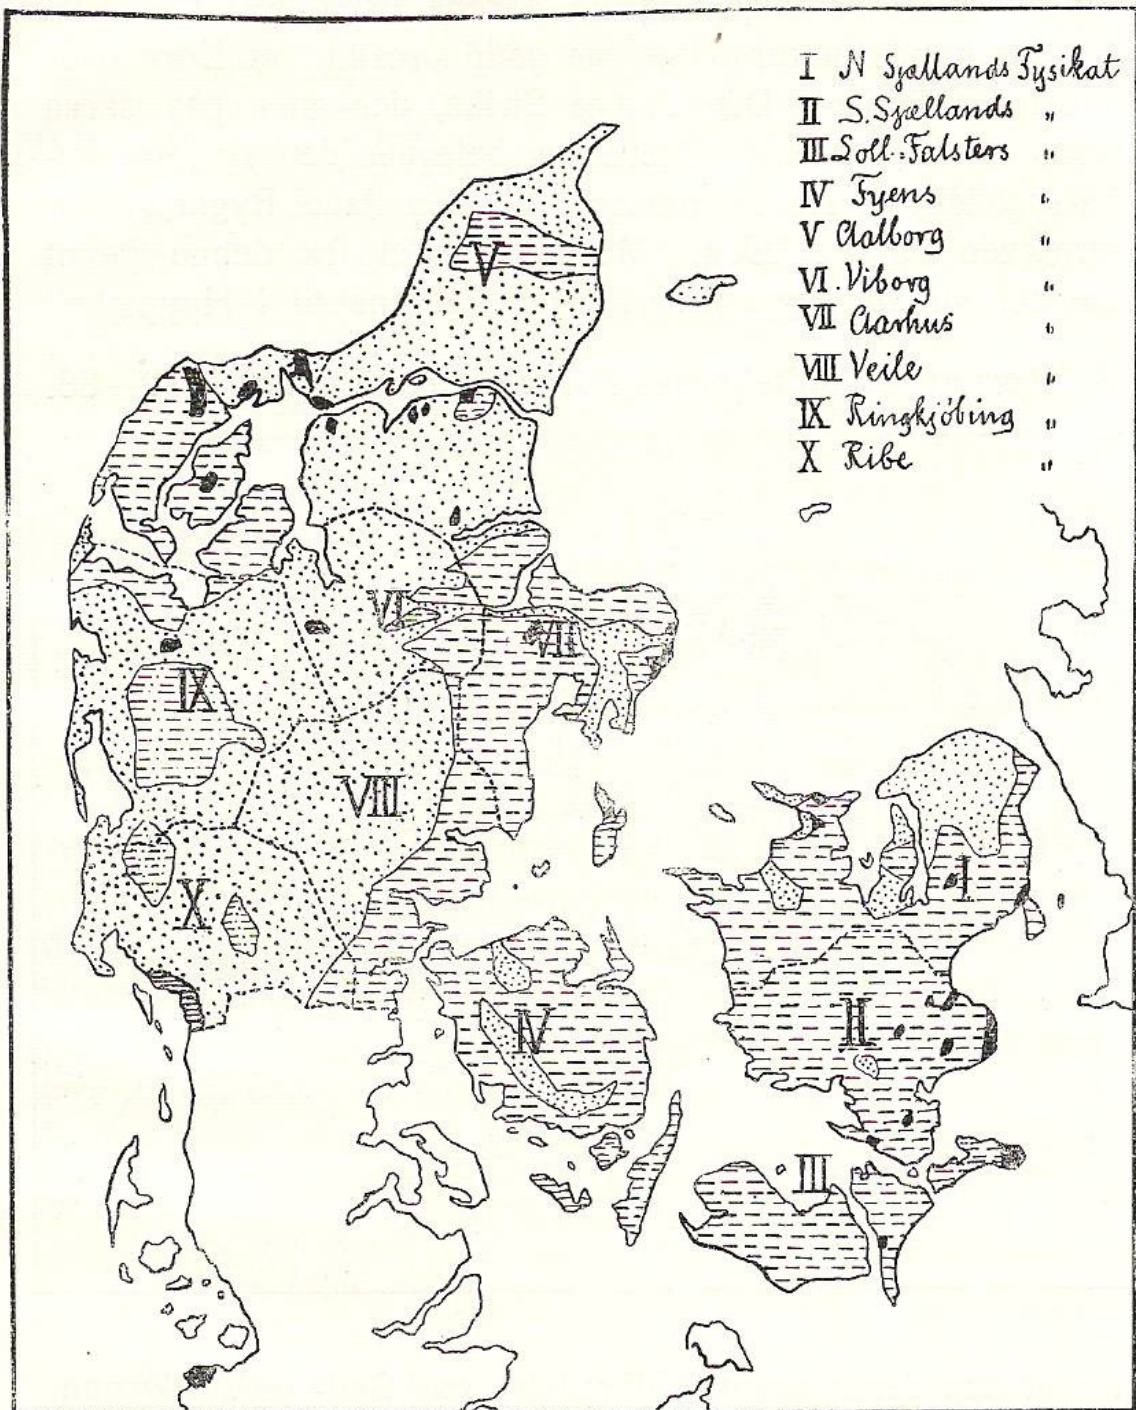 I N Sjællands Fysikat
II S. Sjællands "
III Loll-Falsters "
IV Fyens "
V Aalborg "
VI Viborg "
VII Aarhus "
VIII Veile "
IX Ringkjöbing "
X Ribe "
V
VI
VII
IX
VIII
I
X
IV
II
III